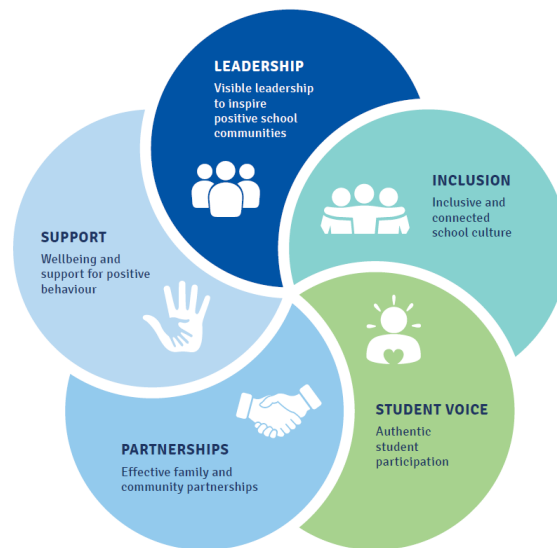 LEADERSHIP
Visible leadership
to inspire
positive school
communities
INCLUSION
Inclusive and
connected
school culture
STUDENT VOICE
Authentic
student
participation
PARTNERSHIPS
Effective family and
community partnerships
SUPPORT
Wellbeing and
support for positive
behaviour